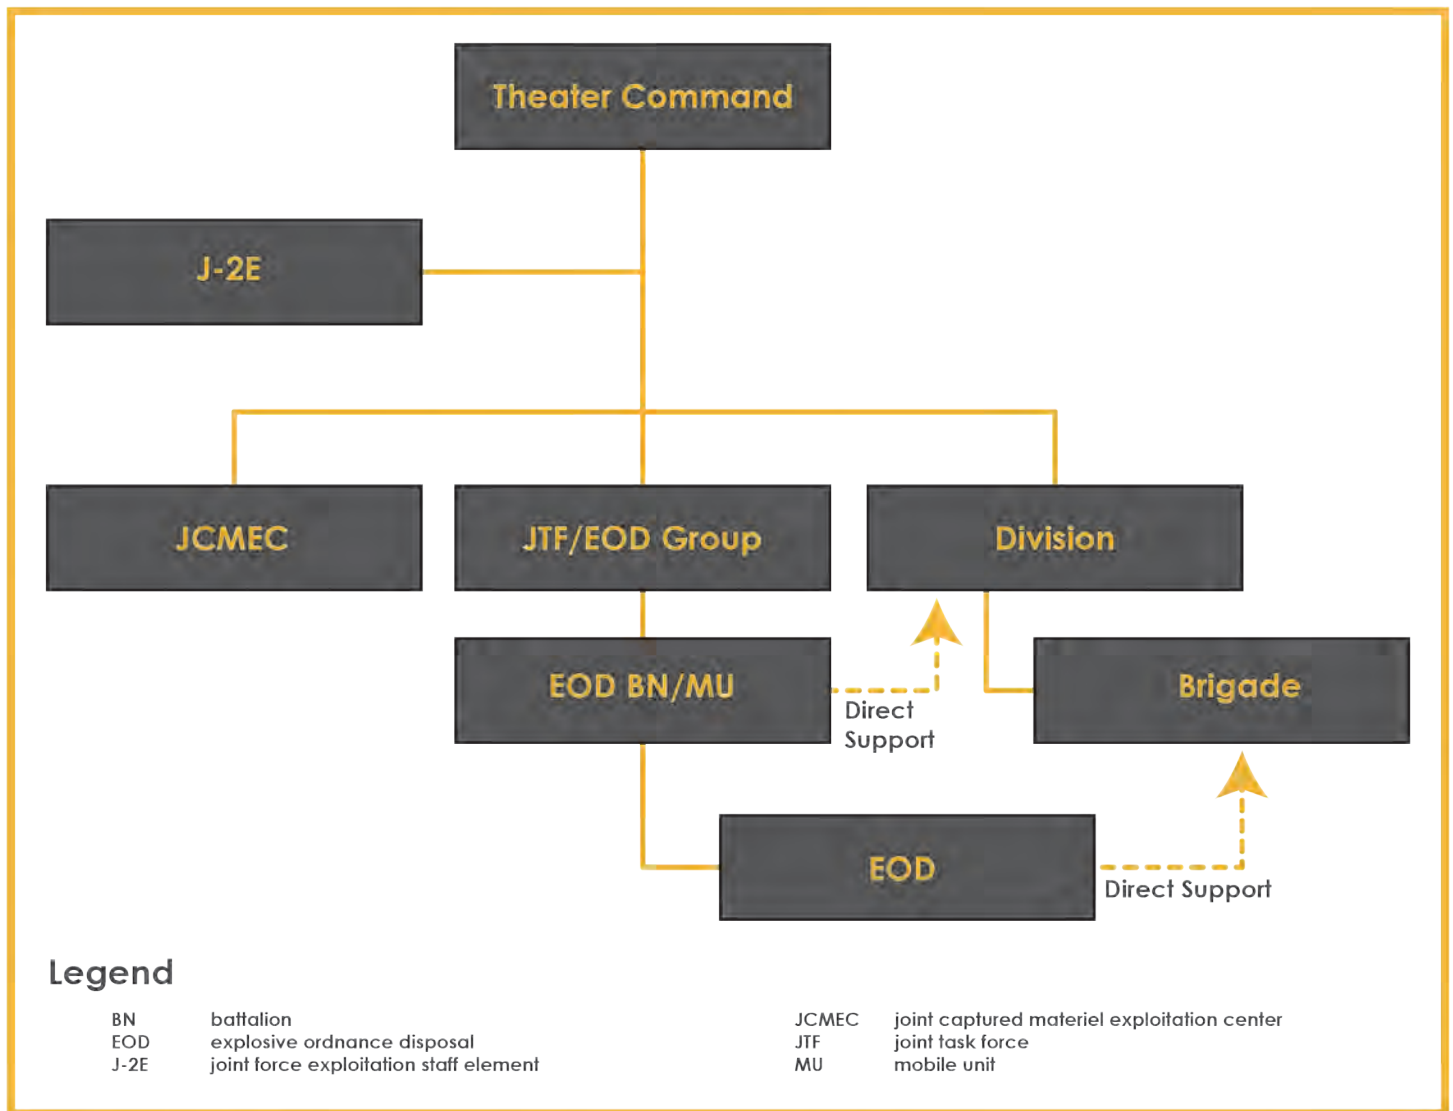 Theater Command
J-2E
JCMEC
JTF/EOD Group
Division
EOD BN/MU
Direct
Support
Brigade
EOD
Direct Support
Legend
BN battalion
EOD explosive ordnance disposal
J-2E joint force exploitation staff element
JCMEC joint captured materiel exploitation center
JTF joint task force
MU mobile unit